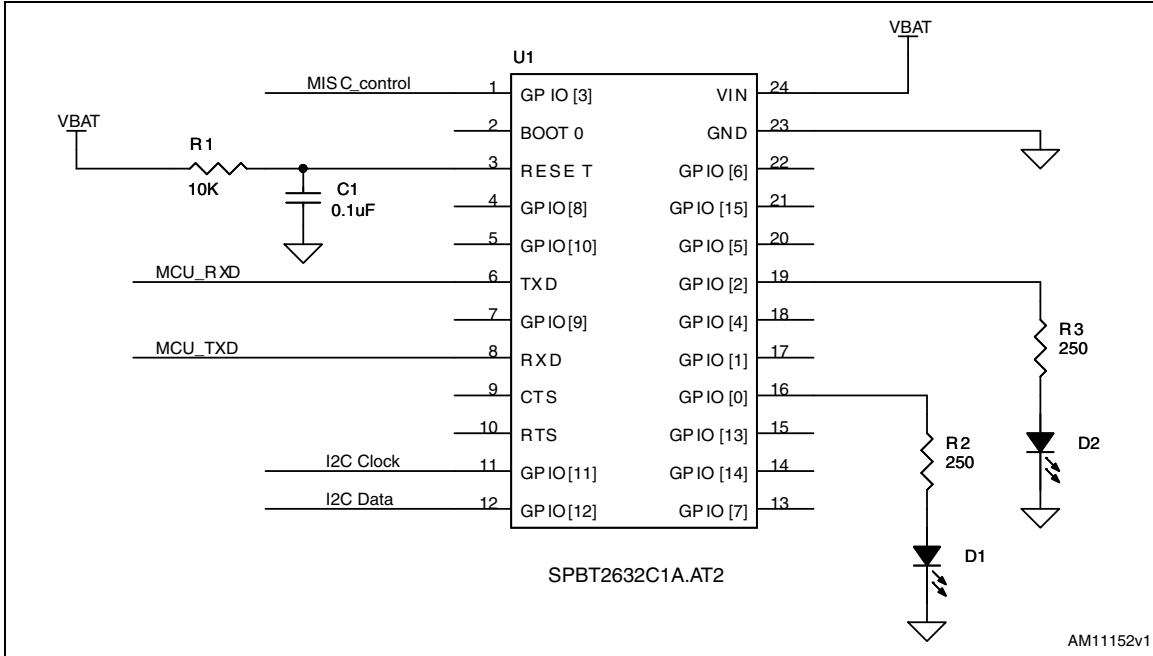 VBAT
U1
MISC_control
1
GPIO [3]
VIN
24
VBAT
2
BOOT 0
GND
23
R1
10K
3
RESET
GPIO [6]
22
C1
0.1uF
4
GPIO[8]
GPIO [15]
21
5
GPIO[10]
GPIO [5]
20
MCU_RXD
6
TXD
GPIO [2]
19
7
GPIO[9]
GPIO [4]
18
R3
250
MCU_TXD
8
RXD
GPIO [1]
17
9
CTS
GPIO [0]
16
10
RTS
GPIO [13]
15
R2
250
D2
I2C Clock
11
GPIO[11]
GPIO [14]
14
I2C Data
12
GPIO[12]
GPIO [7]
13
D1
SPBT2632C1A.AT2
AM11152v1